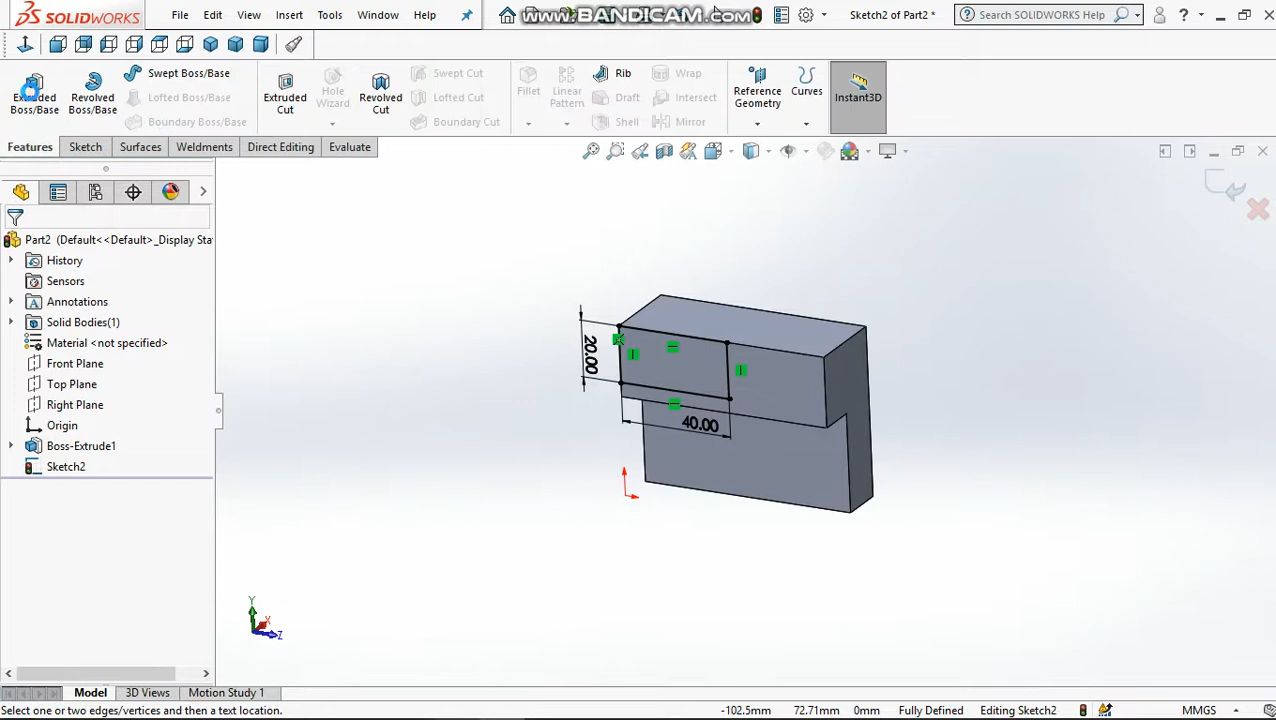 SOLIDWORKS
File Edit View Insert Tools Window Help
www.BANDICAM.com
Sketch2 of Part2 *
Search SOLIDWORKS Help
?
Extruded Boss/Base
Revolved Boss/Base
Swept Boss/Base
Lofted Boss/Base
Boundary Boss/Base
Extruded Cut
Hole Wizard
Revolved Cut
Swept Cut
Lofted Cut
Boundary Cut
Fillet
Linear Pattern
Rib
Draft
Shell
Wrap
Intersect
Mirror
Reference Geometry
Curves
Instant3D
Features Sketch Surfaces Weldments Direct Editing Evaluate
Part2 (Default<<Default>_Display Sta
History
Sensors
Annotations
Solid Bodies(1)
Material <not specified>
Front Plane
Top Plane
Right Plane
Origin
Boss-Extrude1
Sketch2
20.00
40.00
Y
X
Z
Model 3D Views Motion Study 1
Select one or two edges/vertices and then a text location.
-102.5mm 72.71mm 0mm Fully Defined Editing Sketch2 MMGS